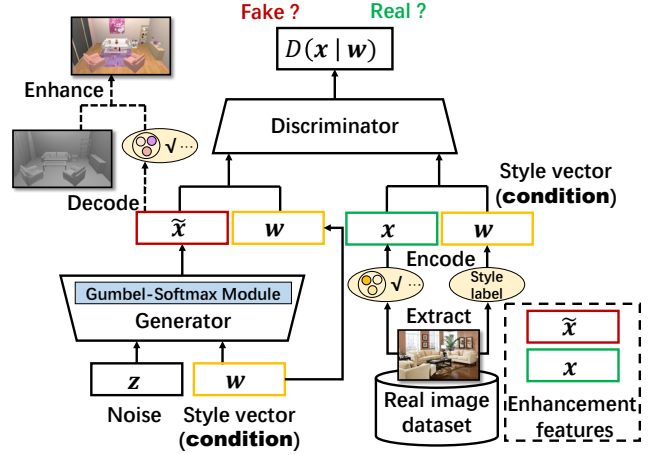 Fake ?
Real ?
D(x | w)
Enhance
Discriminator
√ ...
Decode
Style vector
(condition)
x̃
w
x
w
Encode
√ ...
Style
label
Gumbel-Softmax Module
Generator
Extract
z
w
Noise
Style vector
(condition)
Real image
dataset
x̃
x
Enhancement
features